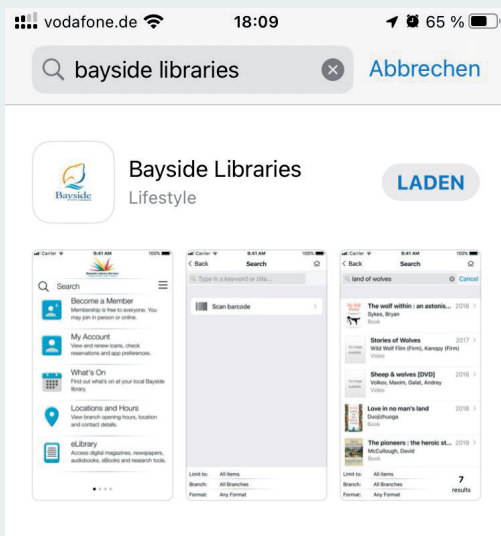 vodafone.de 18:09 65 %
bayside libraries Abbrechen
Bayside
Bayside Libraries
Lifestyle
LADEN
Carrier 9:41 AM 100%
Bayside Library Service
Search
Become a Member
Membership is free to everyone. You
may join in person or online.
My Account
View and renew loans, check
reservations and app preferences.
What's On
Find out what's on at your local Bayside
library.
Locations and Hours
View branch opening hours, location
and contact details.
eLibrary
Access digital magazines, newspapers,
audiobooks, eBooks and research tools.
Carrier 9:41 AM 100%
Back Search
Type in a keyword or title...
Scan barcode
Limit to: All Items
Branch: All Branches
Format: Any Format
Carrier 9:41 AM 100%
Back Search
land of wolves Cancel
The wolf within : an astonis... 2018
Sykes, Bryan
Book
Stories of Wolves 2017
Wild Wolf Film (Firm), Kanopy (Firm)
Video
Sheep & wolves [DVD] 2016
Volkov, Maxim, Galat, Andrey
Video
Love in no man's land 2018
Duojizhuoga
Book
The pioneers : the heroic st... 2019
McCullough, David
Book
Limit to: All Items
Branch: All Branches
Format: Any Format
7
results